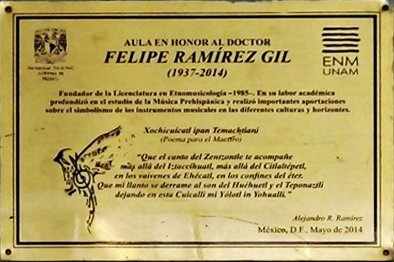 AULA EN HONOR AL DOCTOR
FELIPE RAMÍREZ GIL
(1937-2014)
ENM
UNAM
Fundador de la Licenciatura en Etnomusicología –1985–. En su labor académica
profundizó en el estudio de la Música Prehispánica y realizó importantes aportaciones
sobre el simbolismo de los instrumentos musicales en las diferentes culturas y horizontes.
Xochicuicatl ipan Temachtiani
(Poema para el Maestro)
"Que el canto del Zentzontle te acompañe
más allá del Iztaccíhuatl, más allá del Citlaltépetl,
en los vaivenes de Ehécatl, en los confines del éter.
Que mi llanto se derrame al son del Huéhuetl y el Teponaztli
dejando en esta Cuicalli mi Yólotl in Yohualli."
Alejandro R. Ramírez
México, D.F., Mayo de 2014